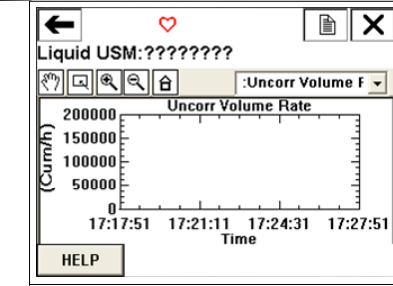 Liquid USM:????????
:Uncorr Volume F
Uncorr Volume Rate
200000
150000
100000
50000
0
(Cum/h)
17:17:51 17:21:11 17:24:31 17:27:51
Time
HELP